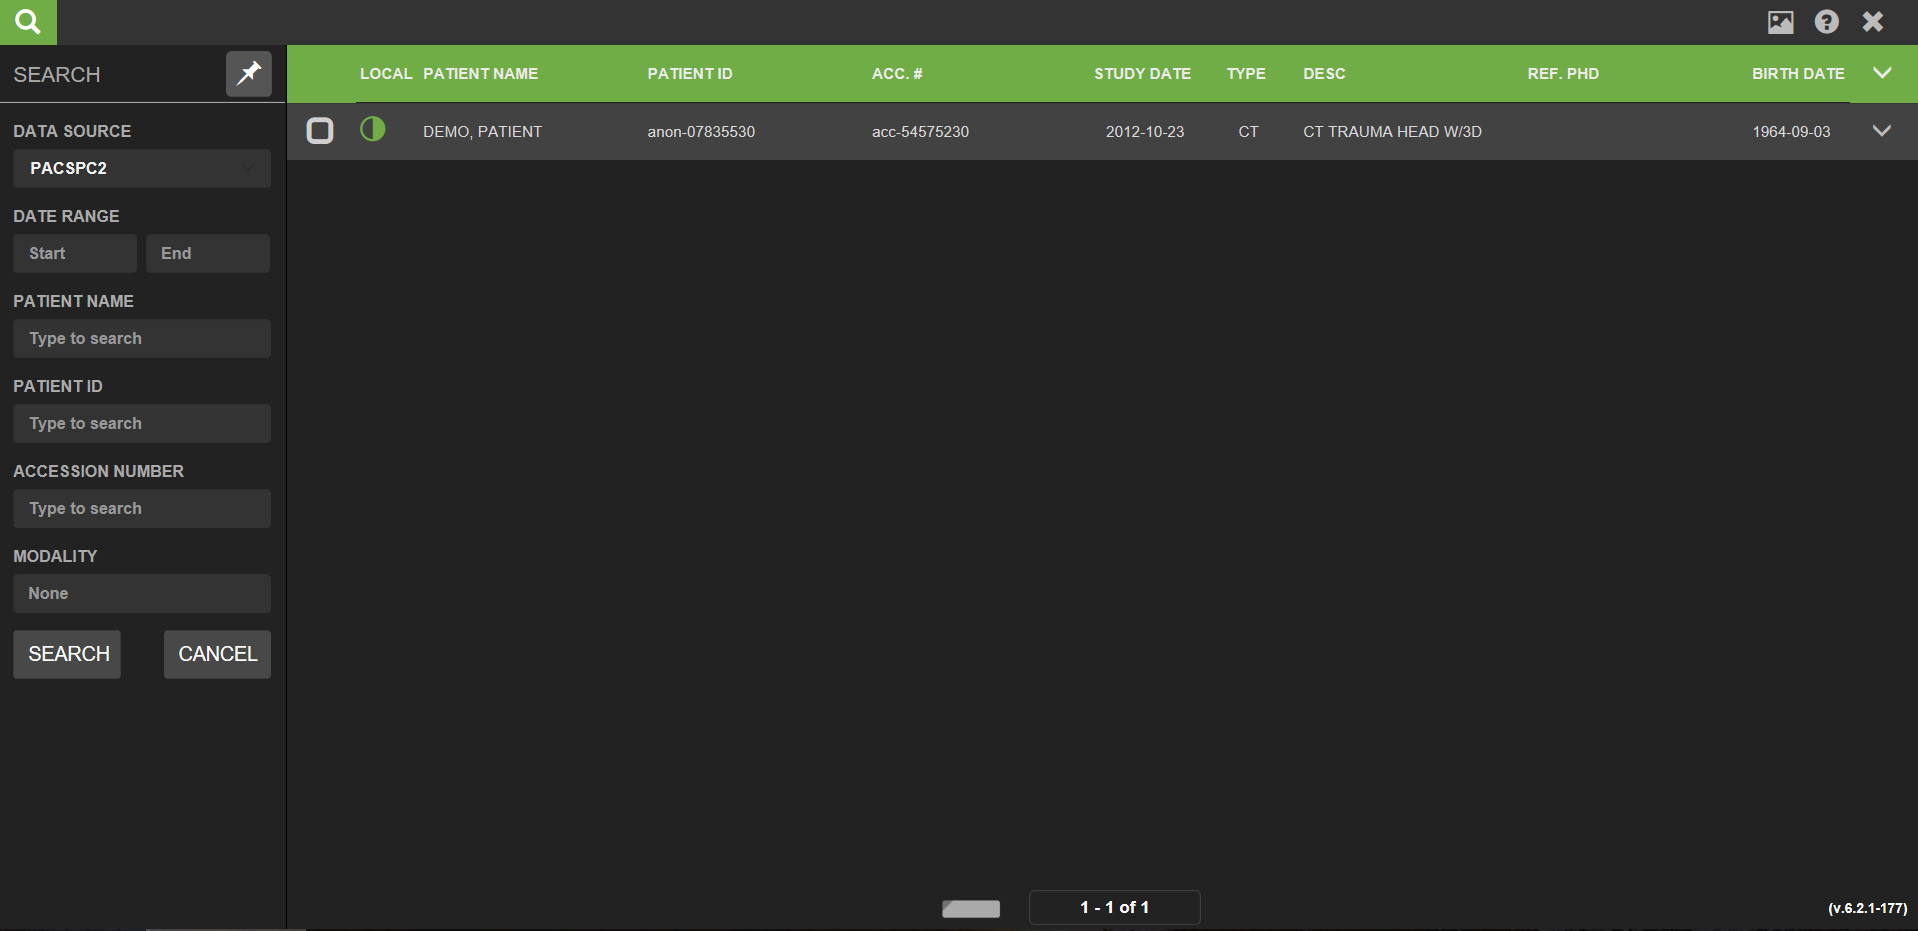 SEARCH
LOCAL PATIENT NAME PATIENT ID ACC. # STUDY DATE TYPE DESC REF. PHD BIRTH DATE
DEMO, PATIENT anon-07835530 acc-54575230 2012-10-23 CT CT TRAUMA HEAD W/3D 1964-09-03
DATA SOURCE
PACSPC2
DATE RANGE
Start End
PATIENT NAME
Type to search
PATIENT ID
Type to search
ACCESSION NUMBER
Type to search
MODALITY
None
SEARCH CANCEL
1 - 1 of 1
(v.6.2.1-177)